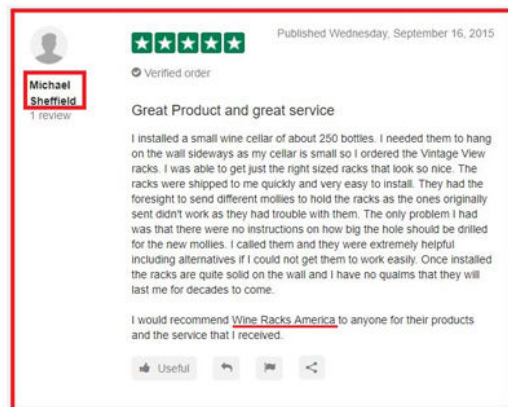 Published Wednesday, September 16, 2015
Verified order
Michael
Sheffield
1 review
Great Product and great service
I installed a small wine cellar of about 250 bottles. I needed them to hang
on the wall sideways as my cellar is small so I ordered the Vintage View
racks. I was able to get just the right sized racks that look so nice. The
racks were shipped to me quickly and very easy to install. They had the
foresight to send different mollies to hold the racks as the ones originally
sent didn't work as they had trouble with them. The only problem I had
was that there were no instructions on how big the hole should be drilled
for the new mollies. I called them and they were extremely helpful
including alternatives if I could not get them to work easily. Once installed
the racks are quite solid on the wall and I have no qualms that they will
last me for decades to come.
I would recommend Wine Racks America to anyone for their products
and the service that I received.
Useful